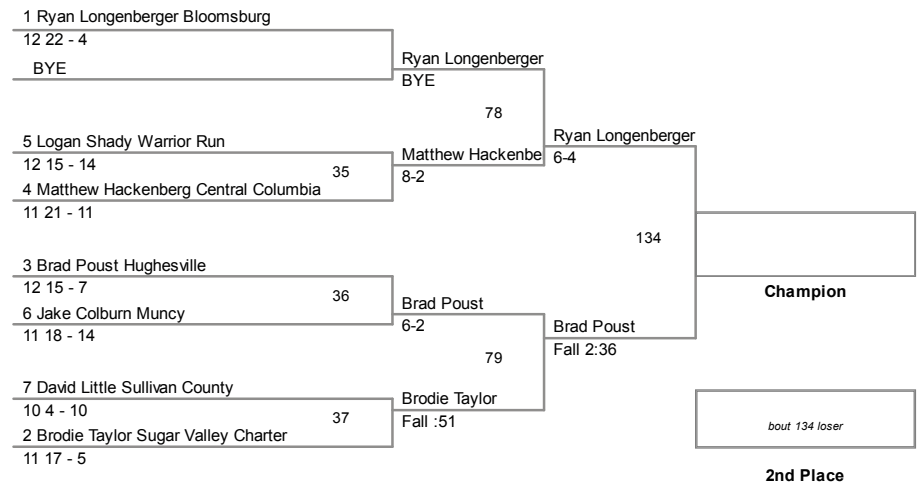 1 Ryan Longenberger Bloomsburg
12 22 - 4
BYE
Ryan Longenberger
BYE
78
5 Logan Shady Warrior Run
12 15 - 14
35
4 Matthew Hackenberg Central Columbia
11 21 - 11
Matthew Hackenbe
8-2
Ryan Longenberger
6-4
134
3 Brad Poust Hughesville
12 15 - 7
36
6 Jake Colburn Muncy
11 18 - 14
Brad Poust
6-2
79
Brad Poust
Fall 2:36
7 David Little Sullivan County
10 4 - 10
37
2 Brodie Taylor Sugar Valley Charter
11 17 - 5
Brodie Taylor
Fall :51
Champion
bout 134 loser
2nd Place